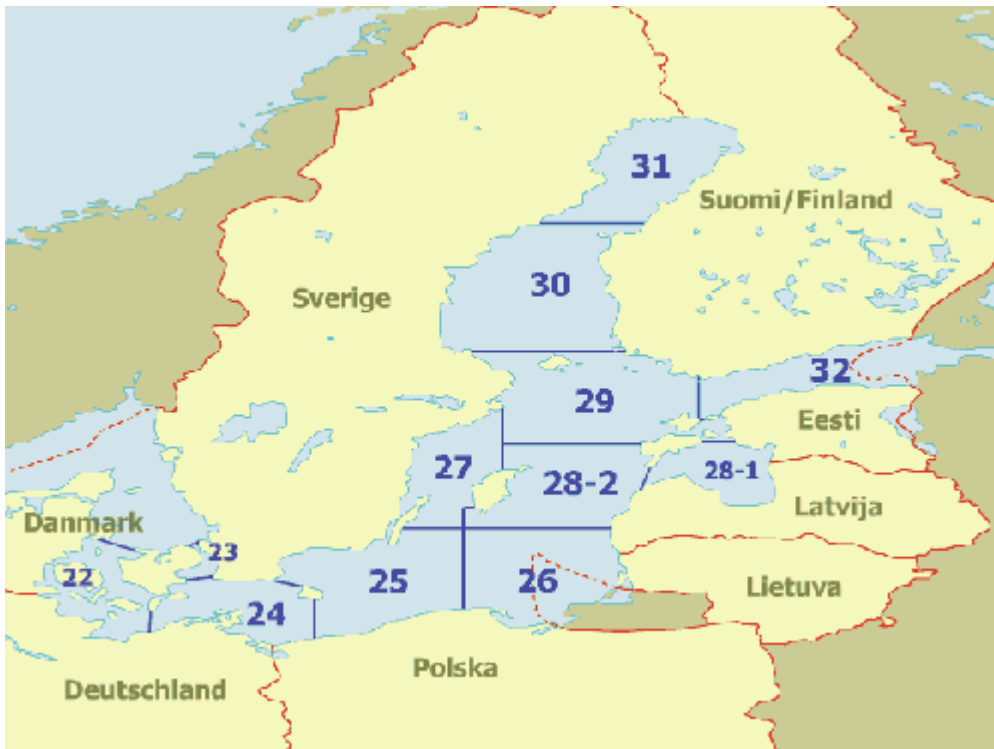 31
Suomi/Finland
30
Sverige
32
29
Eesti
27
28-2
28-1
Latvija
Danmark
23
22
25
26
Lietuva
24
Polska
Deutschland